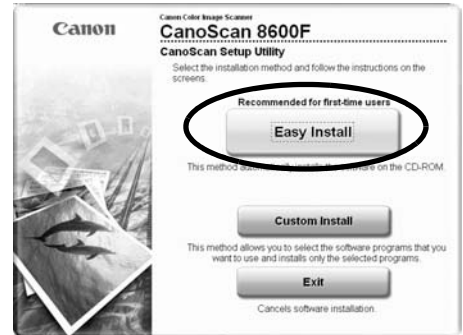 Canon
Canon Color Image Scanner
CanoScan 8600F
CanoScan Setup Utility
Select the installation method and follow the instructions on the
screens.
Recommended for first-time users
Easy Install
This method automatically installs the software on the CD-ROM.
Custom Install
This method allows you to select the software programs that you
want to use and installs only the selected programs.
Exit
Cancels software installation.